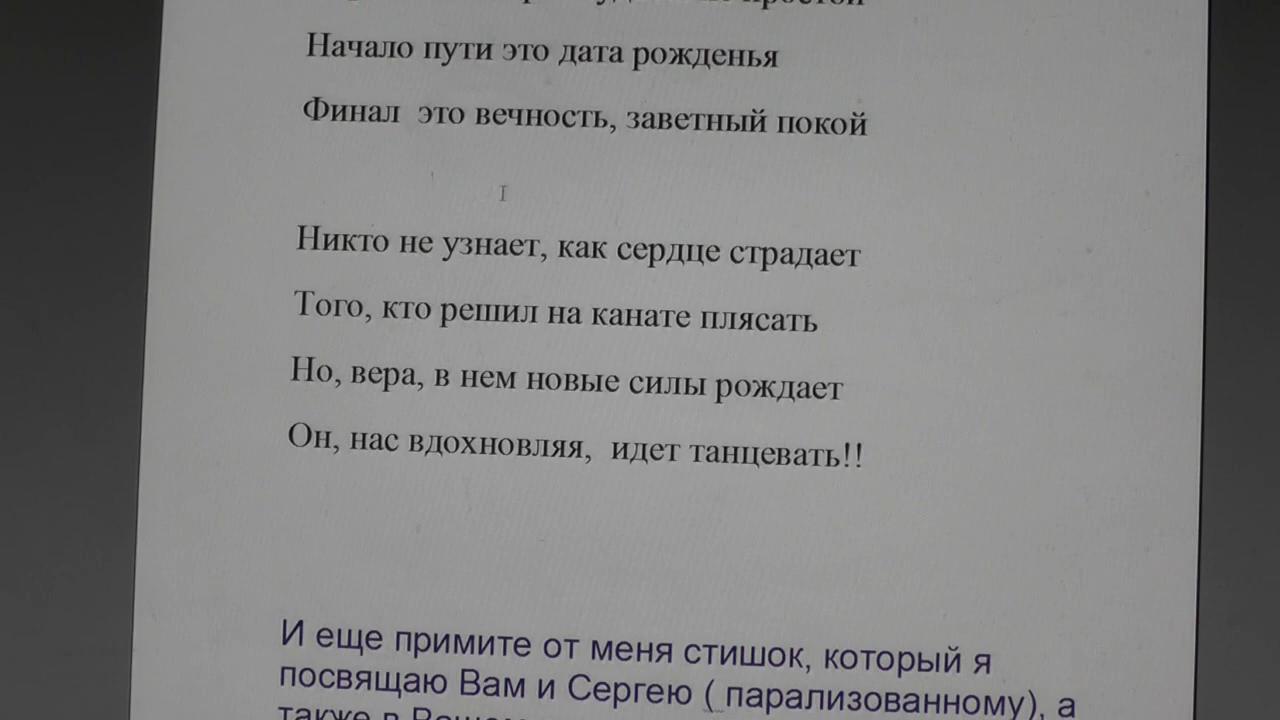 простой
Начало пути это дата рожденья
Финал  это вечность, заветный покой
Никто не узнает, как сердце страдает
Того, кто решил на канате плясать
Но, вера, в нем новые силы рождает
Он, нас вдохновляя,  идет танцевать!!
И еще примите от меня стишок, который я
посвящаю Вам и Сергею ( парализованному), а
также в